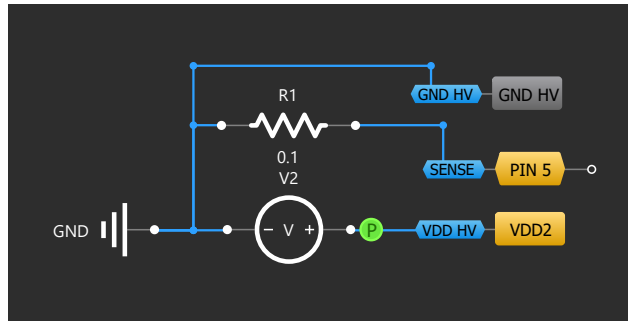 R1
GND HV
GND HV
0.1
V2
SENSE
PIN 5
GND
V
P
VDD HV
VDD2